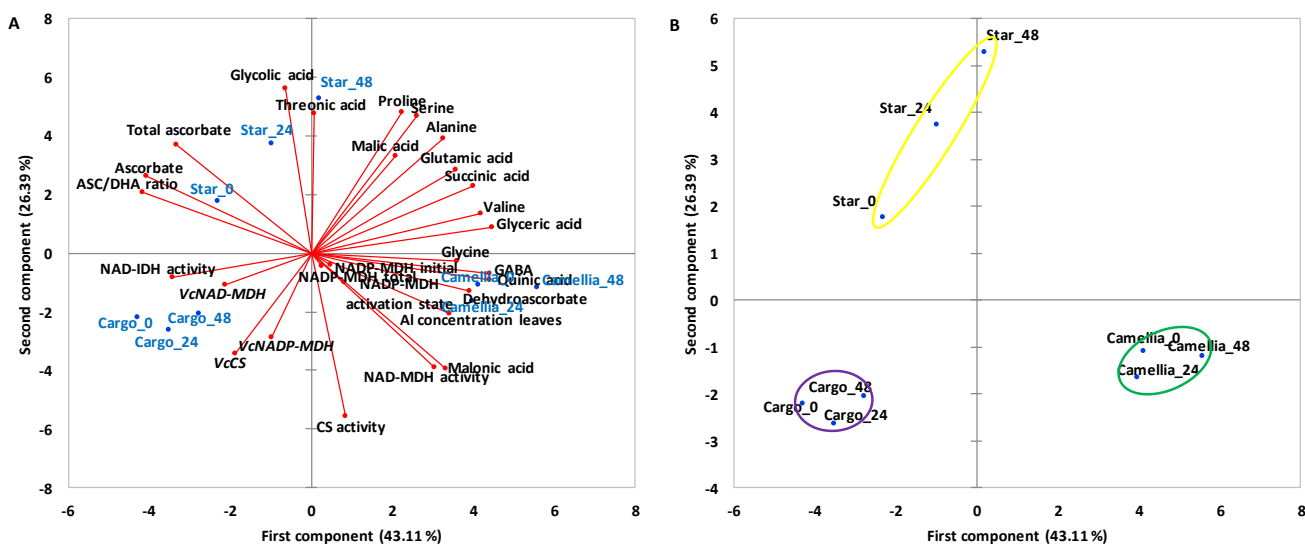 A
8
6
4
2
0
-2
-4
-6
-8
-6
-4
-2
0
2
4
6
8
Second component (26.39 %)
First component (43.11 %)
Glycolic acid
Star_48
Threonic acid
Proline
Serine
Star_24
Total ascorbate
Alanine
Malic acid
Glutamic acid
Ascorbate
Succinic acid
ASC/DHA ratio
Star_0
Valine
Glyceric acid
Glycine
NAD-IDH activity
NADP-MDH initial
GABA
NADP-MDH total
Camellia_0
Quinic acid
Camellia_48
NADP-MDH
activation state
VcNAD-MDH
Dehydroascorbate
Camellia_24
Al concentration leaves
Cargo_0
Cargo_48
Cargo_24
VcNADP-MDH
VcCS
NAD-MDH activity
Malonic acid
CS activity
B
6
5
4
3
2
1
0
-1
-2
-3
-4
-6
-4
-2
0
2
4
6
8
Second component (26.39 %)
First component (43.11 %)
Star_48
Star_24
Star_0
Camellia_0
Camellia_48
Camellia_24
Cargo_48
Cargo_0
Cargo_24